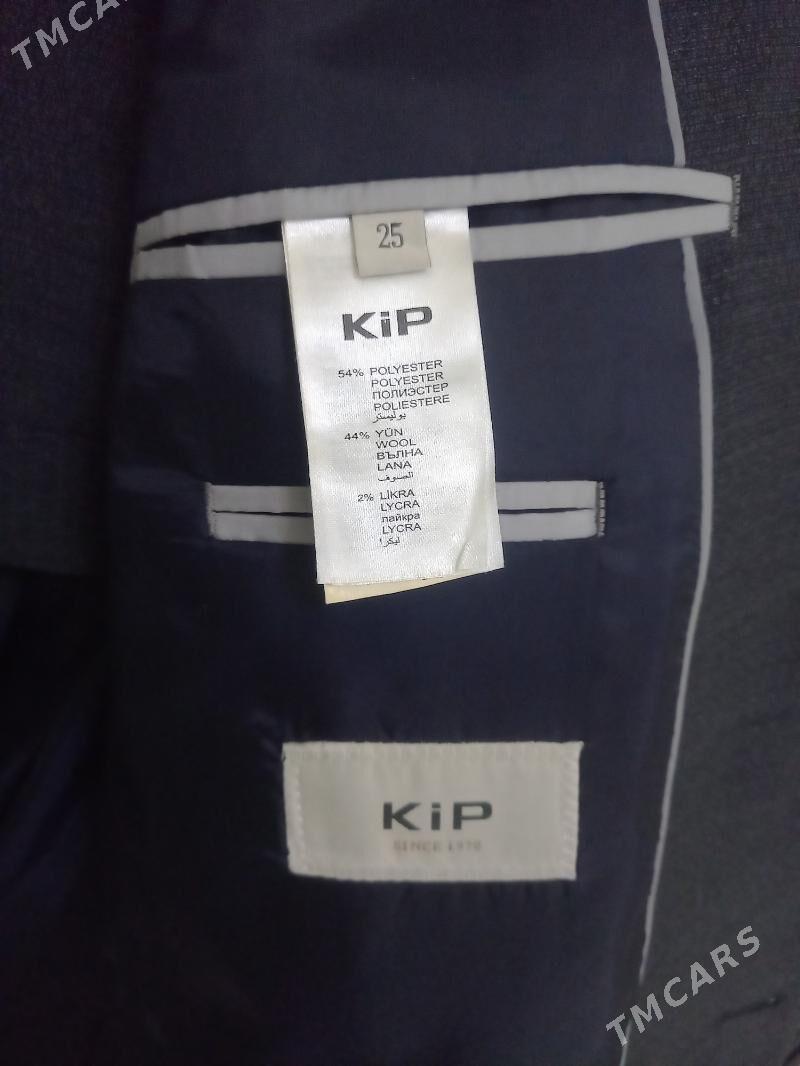 TMCARS
25
KiP
54% POLYESTER
POLYESTER
ПОЛИЭСТЕР
POLIESTERE
بوليستر
44% YÜN
WOOL
ВЪЛНА
LANA
الصوف
2% LİKRA
LYCRA
лайкра
LYCRA
ليكرا
KiP
SINCE 1970
TMCARS